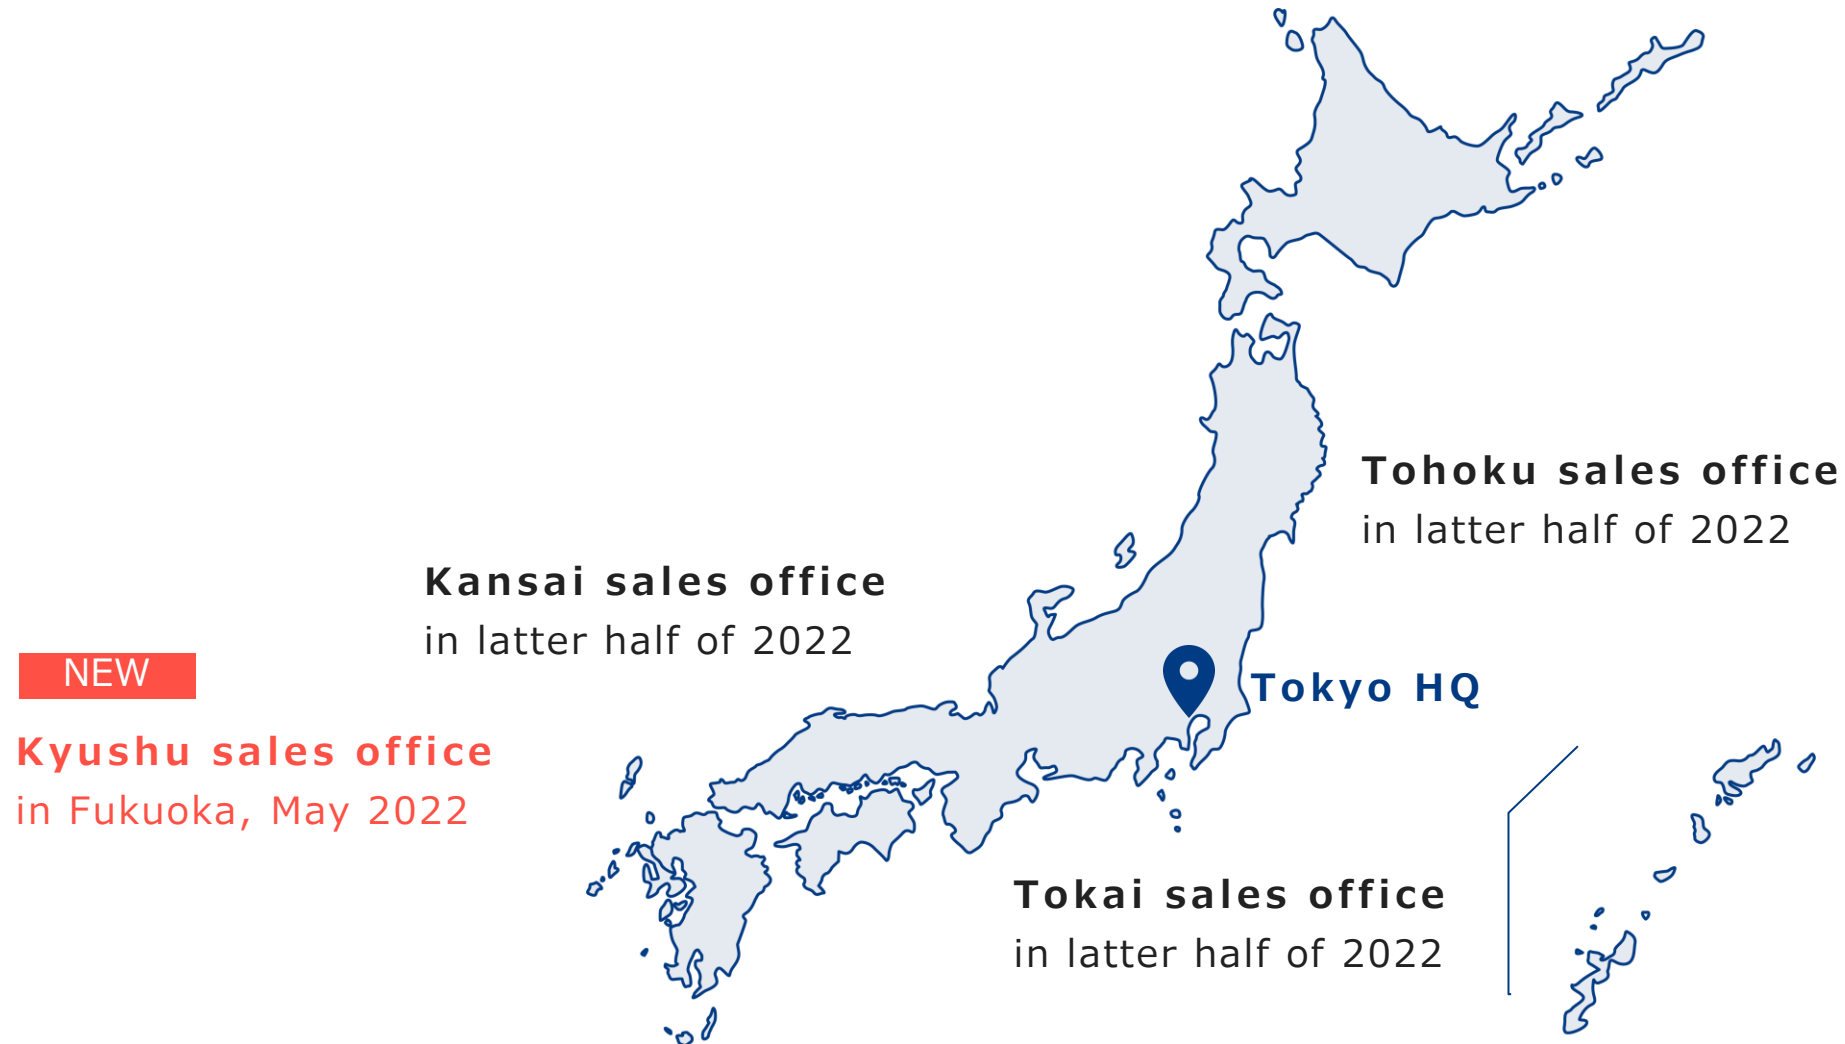 Tohoku sales office
in latter half of 2022
Kansai sales office
in latter half of 2022
NEW
Kyushu sales office
in Fukuoka, May 2022
Tokyo HQ
Tokai sales office
in latter half of 2022